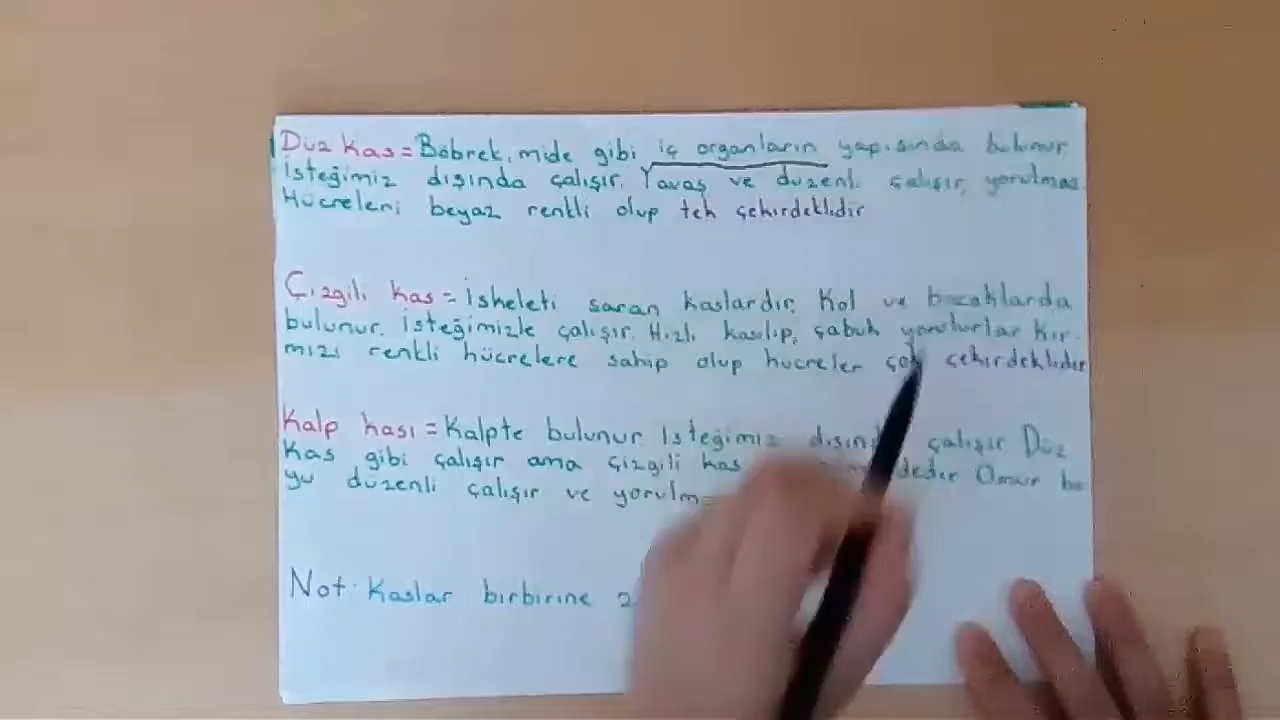 Düz kas = Böbrek, mide gibi iç organların yapısında bulunur
İsteğimiz dışında çalışır. Yavaş ve düzenli çalışır, yorulmaz.
Hücreleri beyaz renkli olup tek çekirdeklidir
Çizgili kas = İskeleti saran kaslardır. Kol ve bacaklarda
bulunur. İsteğimizle çalışır. Hızlı kasılıp, çabuk yorulurlar Kır-
mızı renkli hücrelere sahip olup hücreler çok çekirdeklidir
Kalp kası = Kalpte bulunur İsteğimiz dışında çalışır Düz
kas gibi çalışır ama çizgili kas Ömür bo
yu düzenli çalışır ve
Not: Kaslar birbirine